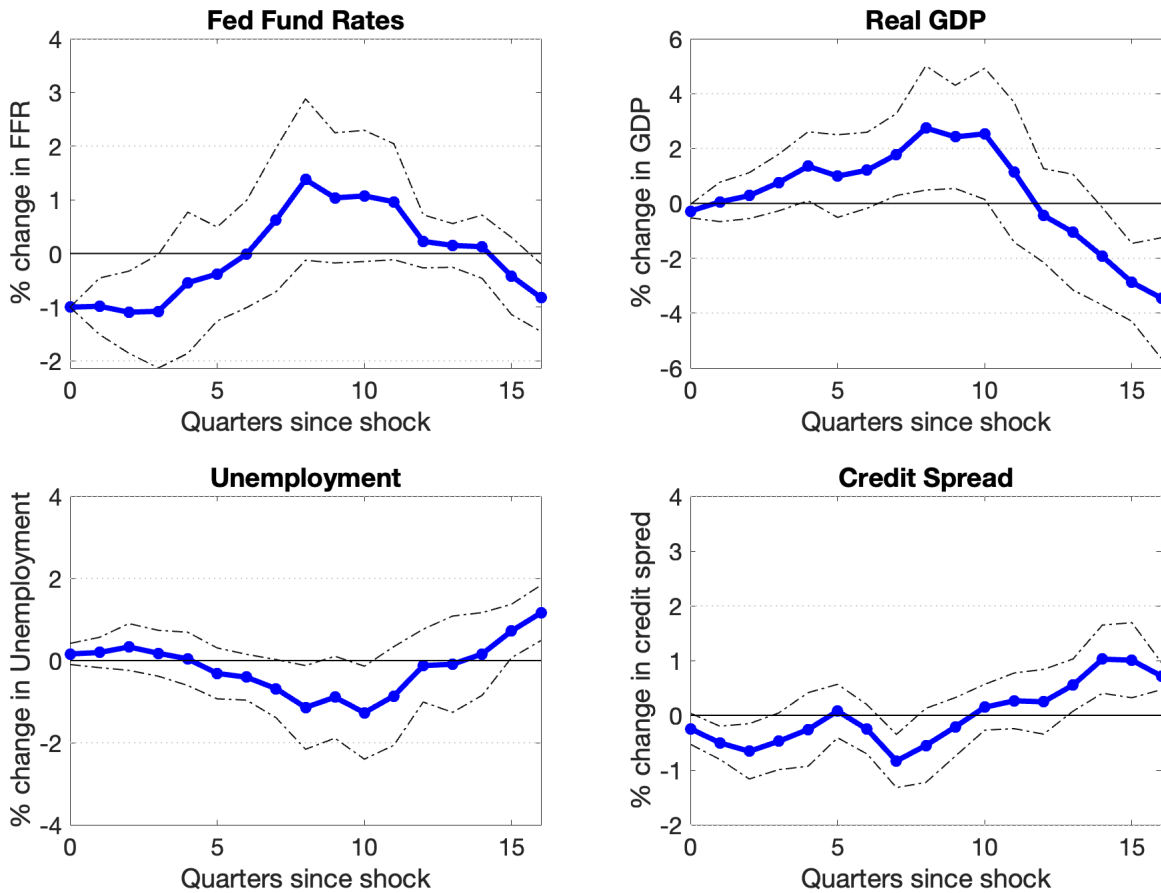 Fed Fund Rates
% change in FFR
4
3
2
1
0
-1
-2
0 5 10 15
Quarters since shock
Real GDP
% change in GDP
6
4
2
0
-2
-4
-6
0 5 10 15
Quarters since shock
Unemployment
% change in Unemployment
4
2
0
-2
-4
0 5 10 15
Quarters since shock
Credit Spread
% change in credit spred
4
3
2
1
0
-1
-2
0 5 10 15
Quarters since shock